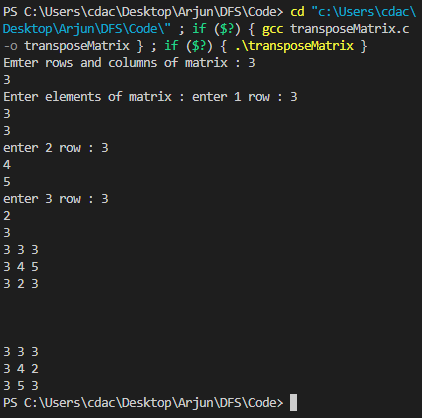 PS C:\Users\cdac\Desktop\Arjun\DFS\Code> cd "c:\Users\cdac\
Desktop\Arjun\DFS\Code\" ; if ($?) { gcc transposeMatrix.c
-o transposeMatrix } ; if ($?) { .\transposeMatrix }
Emter rows and columns of matrix : 3
3
Enter elements of matrix : enter 1 row : 3
3
3
enter 2 row : 3
4
5
enter 3 row : 3
2
3
3 3 3
3 4 5
3 2 3
3 3 3
3 4 2
3 5 3
PS C:\Users\cdac\Desktop\Arjun\DFS\Code>